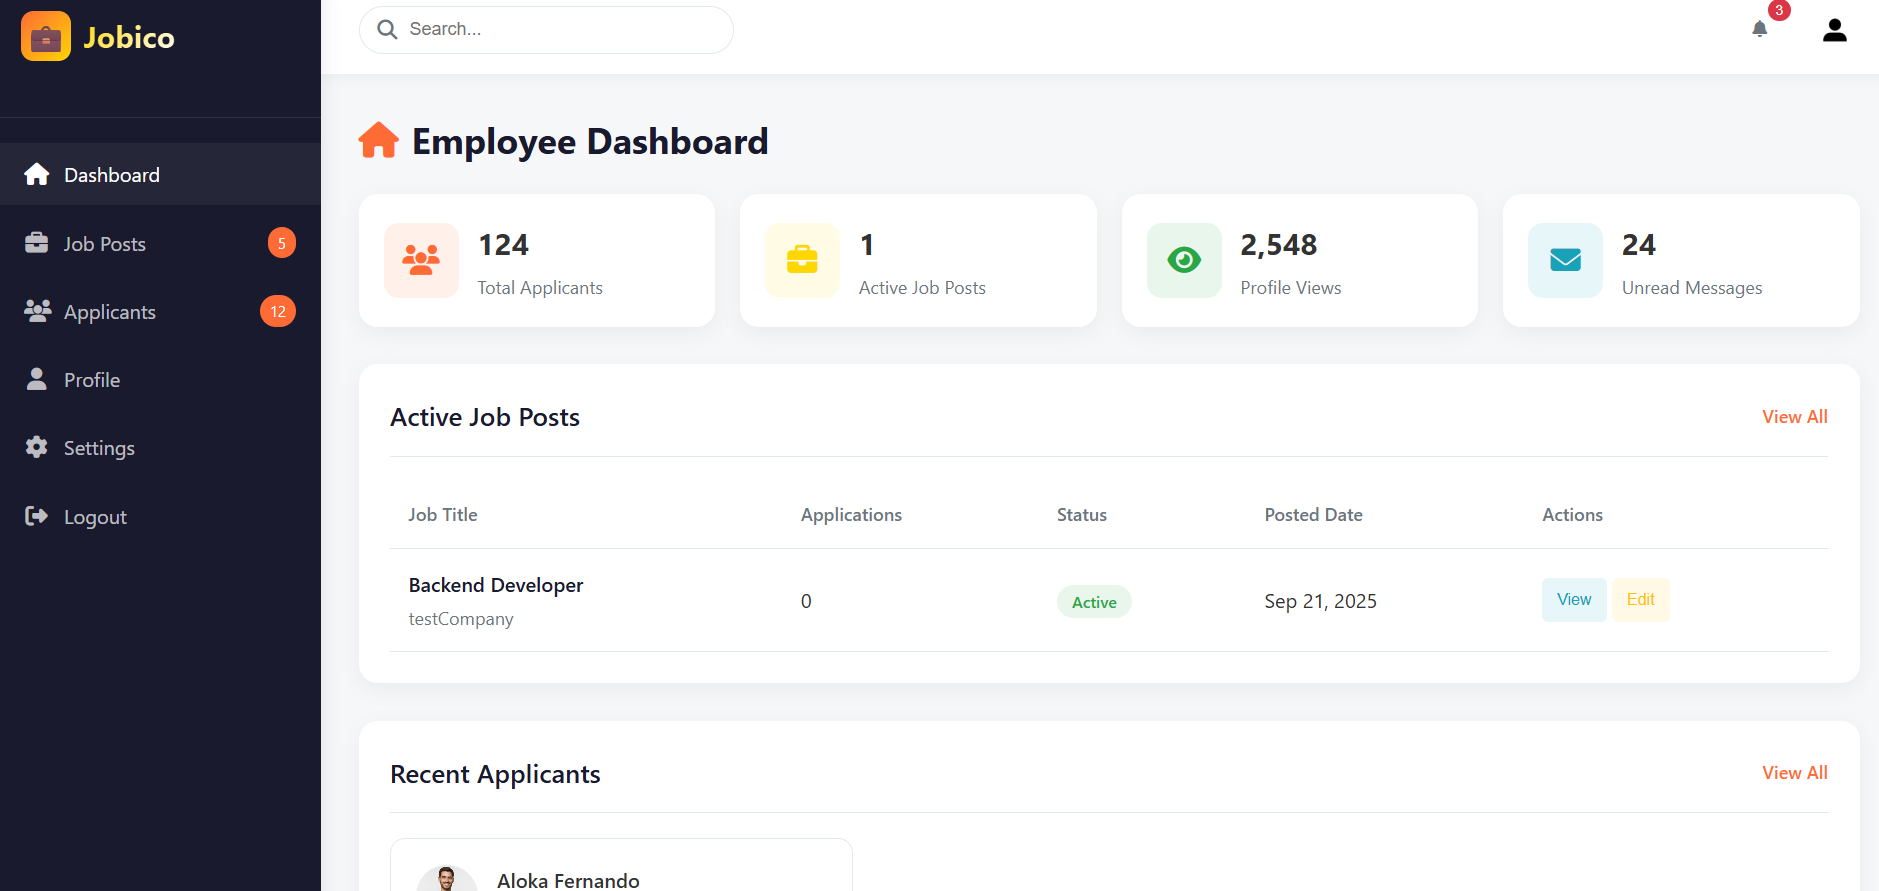 Jobico
Search...
3
Dashboard
Job Posts 5
Applicants 12
Profile
Settings
Logout
Employee Dashboard
124
Total Applicants
1
Active Job Posts
2,548
Profile Views
24
Unread Messages
Active Job Posts View All
Job Title Applications Status Posted Date Actions
Backend Developer
testCompany
0 Active Sep 21, 2025 View Edit
Recent Applicants View All
Aloka Fernando